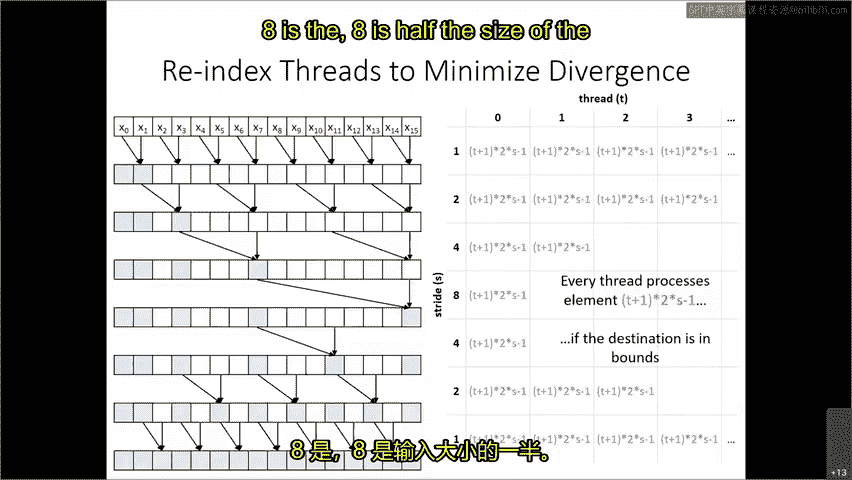 8 is the, 8 is half the size of the
Re-index Threads to Minimize Divergence
thread (t)
0 1 2 3 ...
x0 x1 x2 x3 x4 x5 x6 x7 x8 x9 x10 x11 x12 x13 x14 x15
1 (t+1)*2*s-1 (t+1)*2*s-1 (t+1)*2*s-1 (t+1)*2*s-1 ...
2 (t+1)*2*s-1 (t+1)*2*s-1 (t+1)*2*s-1 (t+1)*2*s-1
4 (t+1)*2*s-1 (t+1)*2*s-1
stride (s)
8 (t+1)*2*s-1
Every thread processes
element (t+1)*2*s-1...
4 (t+1)*2*s-1
...if the destination is in
bounds
2 (t+1)*2*s-1 (t+1)*2*s-1 (t+1)*2*s-1
1 (t+1)*2*s-1 (t+1)*2*s-1 (t+1)*2*s-1 (t+1)*2*s-1 ...
8 是，8 是输入大小的一半。
+13